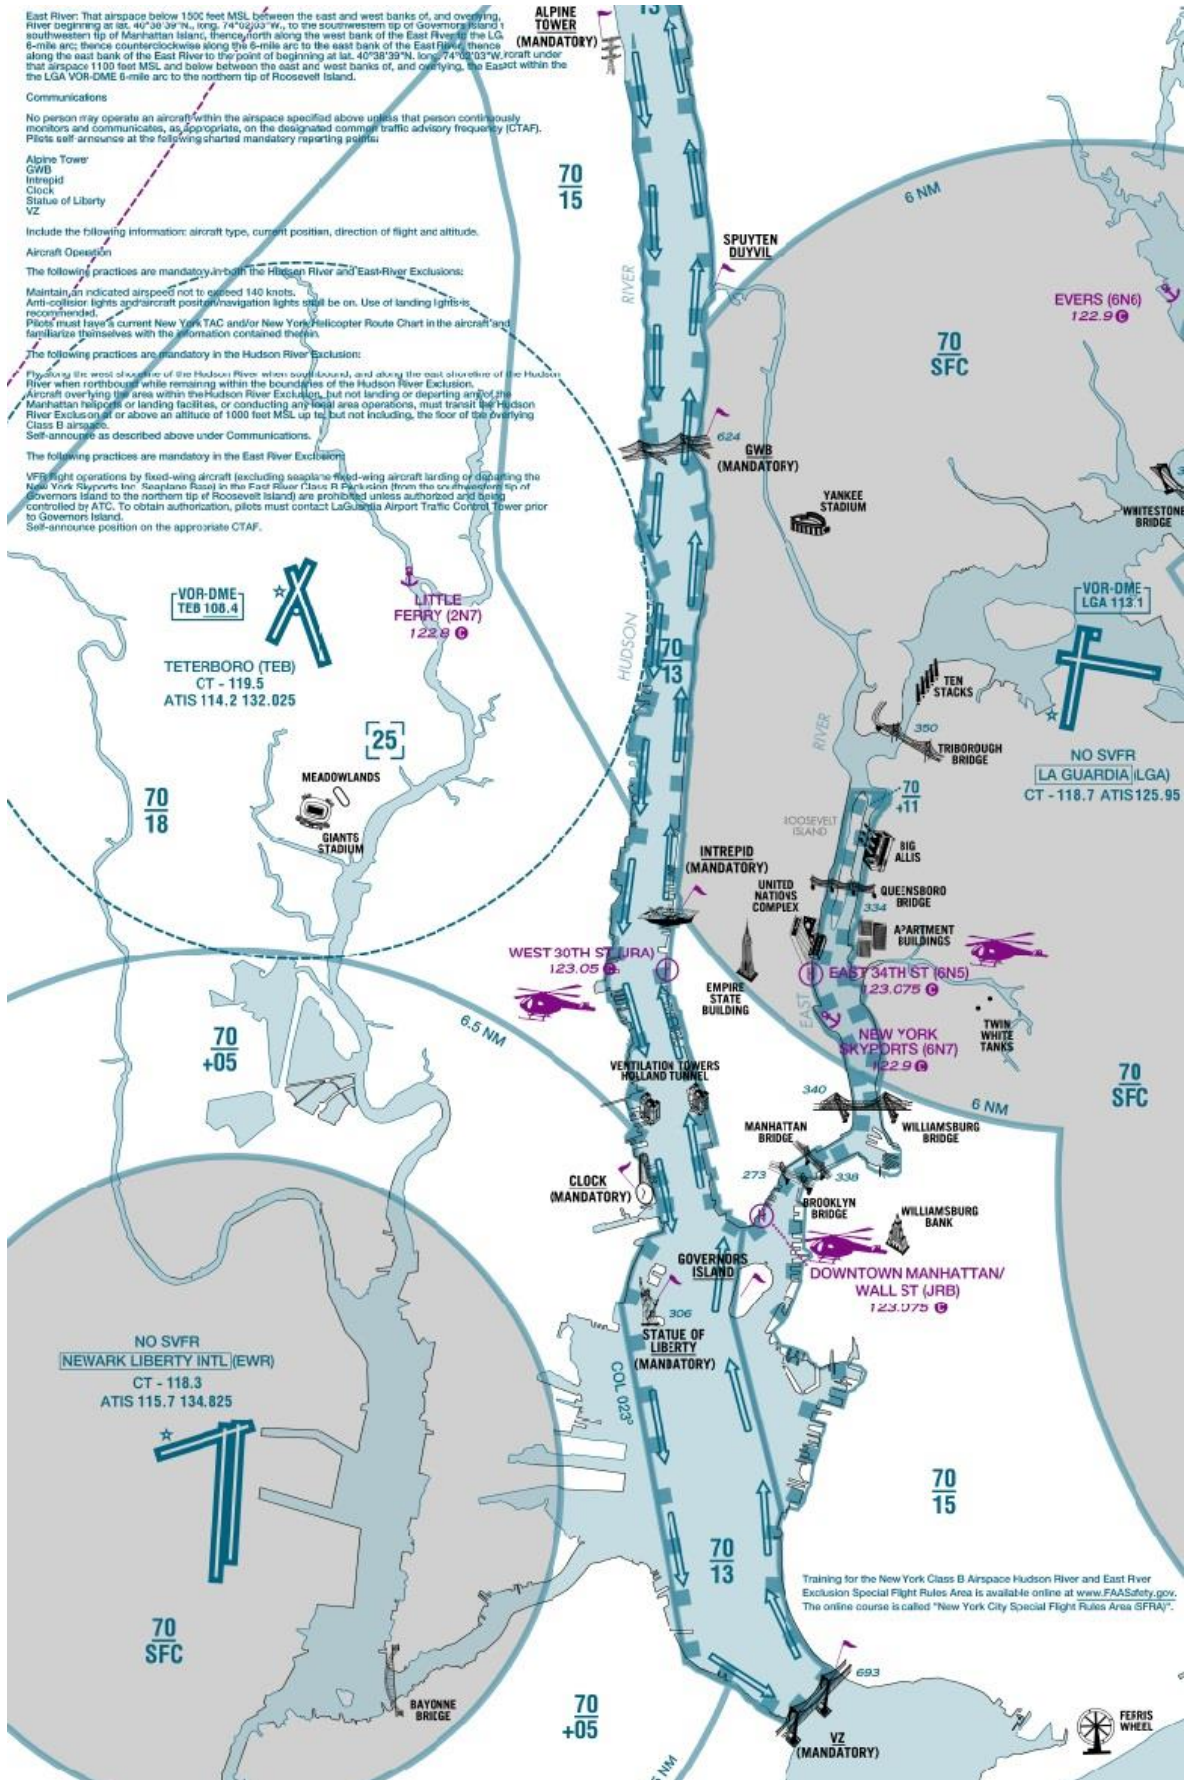 East River: That airspace below 1500 feet MSL between the east and west banks of, and overlying,
River beginning at lat. 40°38'39"N., long. 74°02'03"W., to the southwestern tip of Governors Island
southwestern tip of Manhattan Island, thence north along the west bank of the East River to the LGA
6-mile arc; thence counterclockwise along the 6-mile arc to the east bank of the East River, thence
along the east bank of the East River to the point of beginning at lat. 40°38'39"N. long. 74°02'03"W.
that airspace 1100 feet MSL and below between the east and west banks of, and overlying, the
the LGA VOR-DME 6-mile arc to the northern tip of Roosevelt Island.
Communications
No person may operate an aircraft within the airspace specified above unless that person continuously
monitors and communicates, as appropriate, on the designated common traffic advisory frequency (CTAF).
Pilots self-announce at the following charted mandatory reporting points:
Alpine Tower
GWB
Intrepid
Clock
Statue of Liberty
VZ
Include the following information: aircraft type, current position, direction of flight and altitude.
Aircraft Operation
The following practices are mandatory in both the Hudson River and East River Exclusions:
Maintain an indicated airspeed not to exceed 140 knots.
Anti-collision lights and aircraft position/navigation lights shall be on. Use of landing lights is
recommended.
Pilots must have a current New York TAC and/or New York Helicopter Route Chart in the aircraft and
familiarize themselves with the information contained therein.
The following practices are mandatory in the Hudson River Exclusion:
Fly along the west shoreline of the Hudson River when southbound, and along the east shoreline of the Hudson
River when northbound while remaining within the boundaries of the Hudson River Exclusion.
Aircraft overlying the area within the Hudson River Exclusion, but not landing or departing any of the
Manhattan heliports or landing facilities, or conducting any local area operations, must transit the Hudson
River Exclusion at or above an altitude of 1000 feet MSL up to, but not including, the floor of the overlying
Class B airspace.
Self-announce as described above under Communications.
The following practices are mandatory in the East River Exclusion:
VFR flight operations by fixed-wing aircraft (excluding seaplane fixed-wing aircraft landing or departing the
New York Skyports Inc. Seaplane Base) in the East River Class B Exclusion (from the southwestern tip of
Governors Island to the northern tip of Roosevelt Island) are prohibited unless authorized and being
controlled by ATC. To obtain authorization, pilots must contact LaGuardia Airport Traffic Control Tower prior
to Governors Island.
Self-announce position on the appropriate CTAF.
ALPINE
TOWER
(MANDATORY)
13
70
15
6 NM
SPUYTEN
DUYVIL
RIVER
EVERS (6N6)
122.9 C
70
SFC
624
GWB
(MANDATORY)
YANKEE
STADIUM
WHITESTONE
BRIDGE
VOR-DME
TEB 108.4
LITTLE
FERRY (2N7)
122.8 C
VOR-DME
LGA 113.1
TETERBORO (TEB)
CT - 119.5
ATIS 114.2 132.025
HUDSON
70
13
TEN
STACKS
RIVER
350
TRIBOROUGH
BRIDGE
NO SVFR
LA GUARDIA (LGA)
CT - 118.7 ATIS 125.95
25
MEADOWLANDS
GIANTS
STADIUM
70
18
70
+11
ROOSEVELT
ISLAND
BIG
ALLIS
INTREPID
(MANDATORY)
UNITED
NATIONS
COMPLEX
QUEENSBORO
BRIDGE
334
APARTMENT
BUILDINGS
WEST 30TH ST (JRA)
123.05 C
EAST 34TH ST (6N5)
123.075 C
EMPIRE
STATE
BUILDING
EAST
NEW YORK
SKYPORTS (6N7)
122.9 C
TWIN
WHITE
TANKS
70
+05
6.5 NM
VENTILATION TOWERS
HOLLAND TUNNEL
70
SFC
340
6 NM
WILLIAMSBURG
BRIDGE
MANHATTAN
BRIDGE
273
338
CLOCK
(MANDATORY)
BROOKLYN
BRIDGE
WILLIAMSBURG
BANK
GOVERNORS
ISLAND
DOWNTOWN MANHATTAN/
WALL ST (JRB)
123.075 C
306
STATUE OF
LIBERTY
(MANDATORY)
NO SVFR
NEWARK LIBERTY INTL (EWR)
CT - 118.3
ATIS 115.7 134.825
COL 023°
70
15
70
13
Training for the New York Class B Airspace Hudson River and East River
Exclusion Special Flight Rules Area is available online at www.FAASafety.gov.
The online course is called "New York City Special Flight Rules Area (SFRA)".
70
SFC
693
BAYONNE
BRIDGE
70
+05
VZ
(MANDATORY)
FERRIS
WHEEL
NM